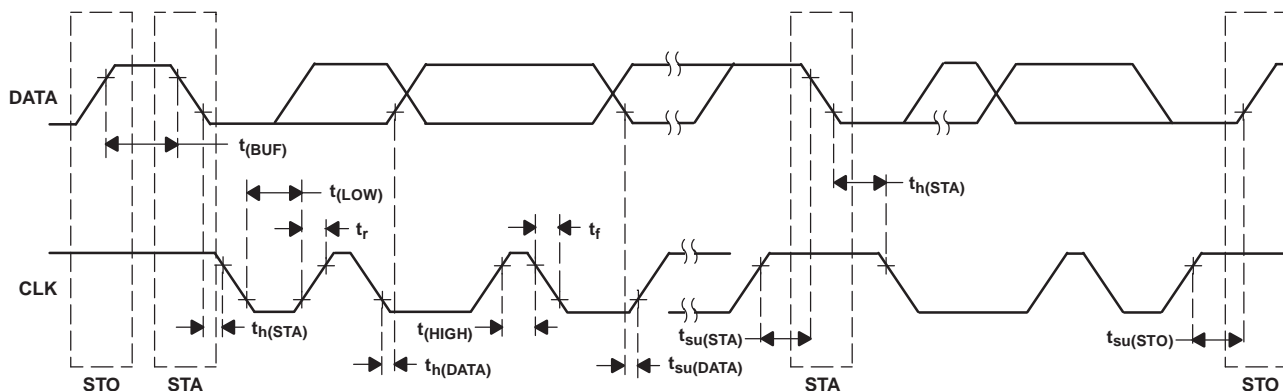 DATA
t(BUF)
t(LOW)
th(STA)
tr
tf
CLK
th(STA)
t(HIGH)
tsu(STA)
tsu(STO)
th(DATA)
tsu(DATA)
STO
STA
STA
STO